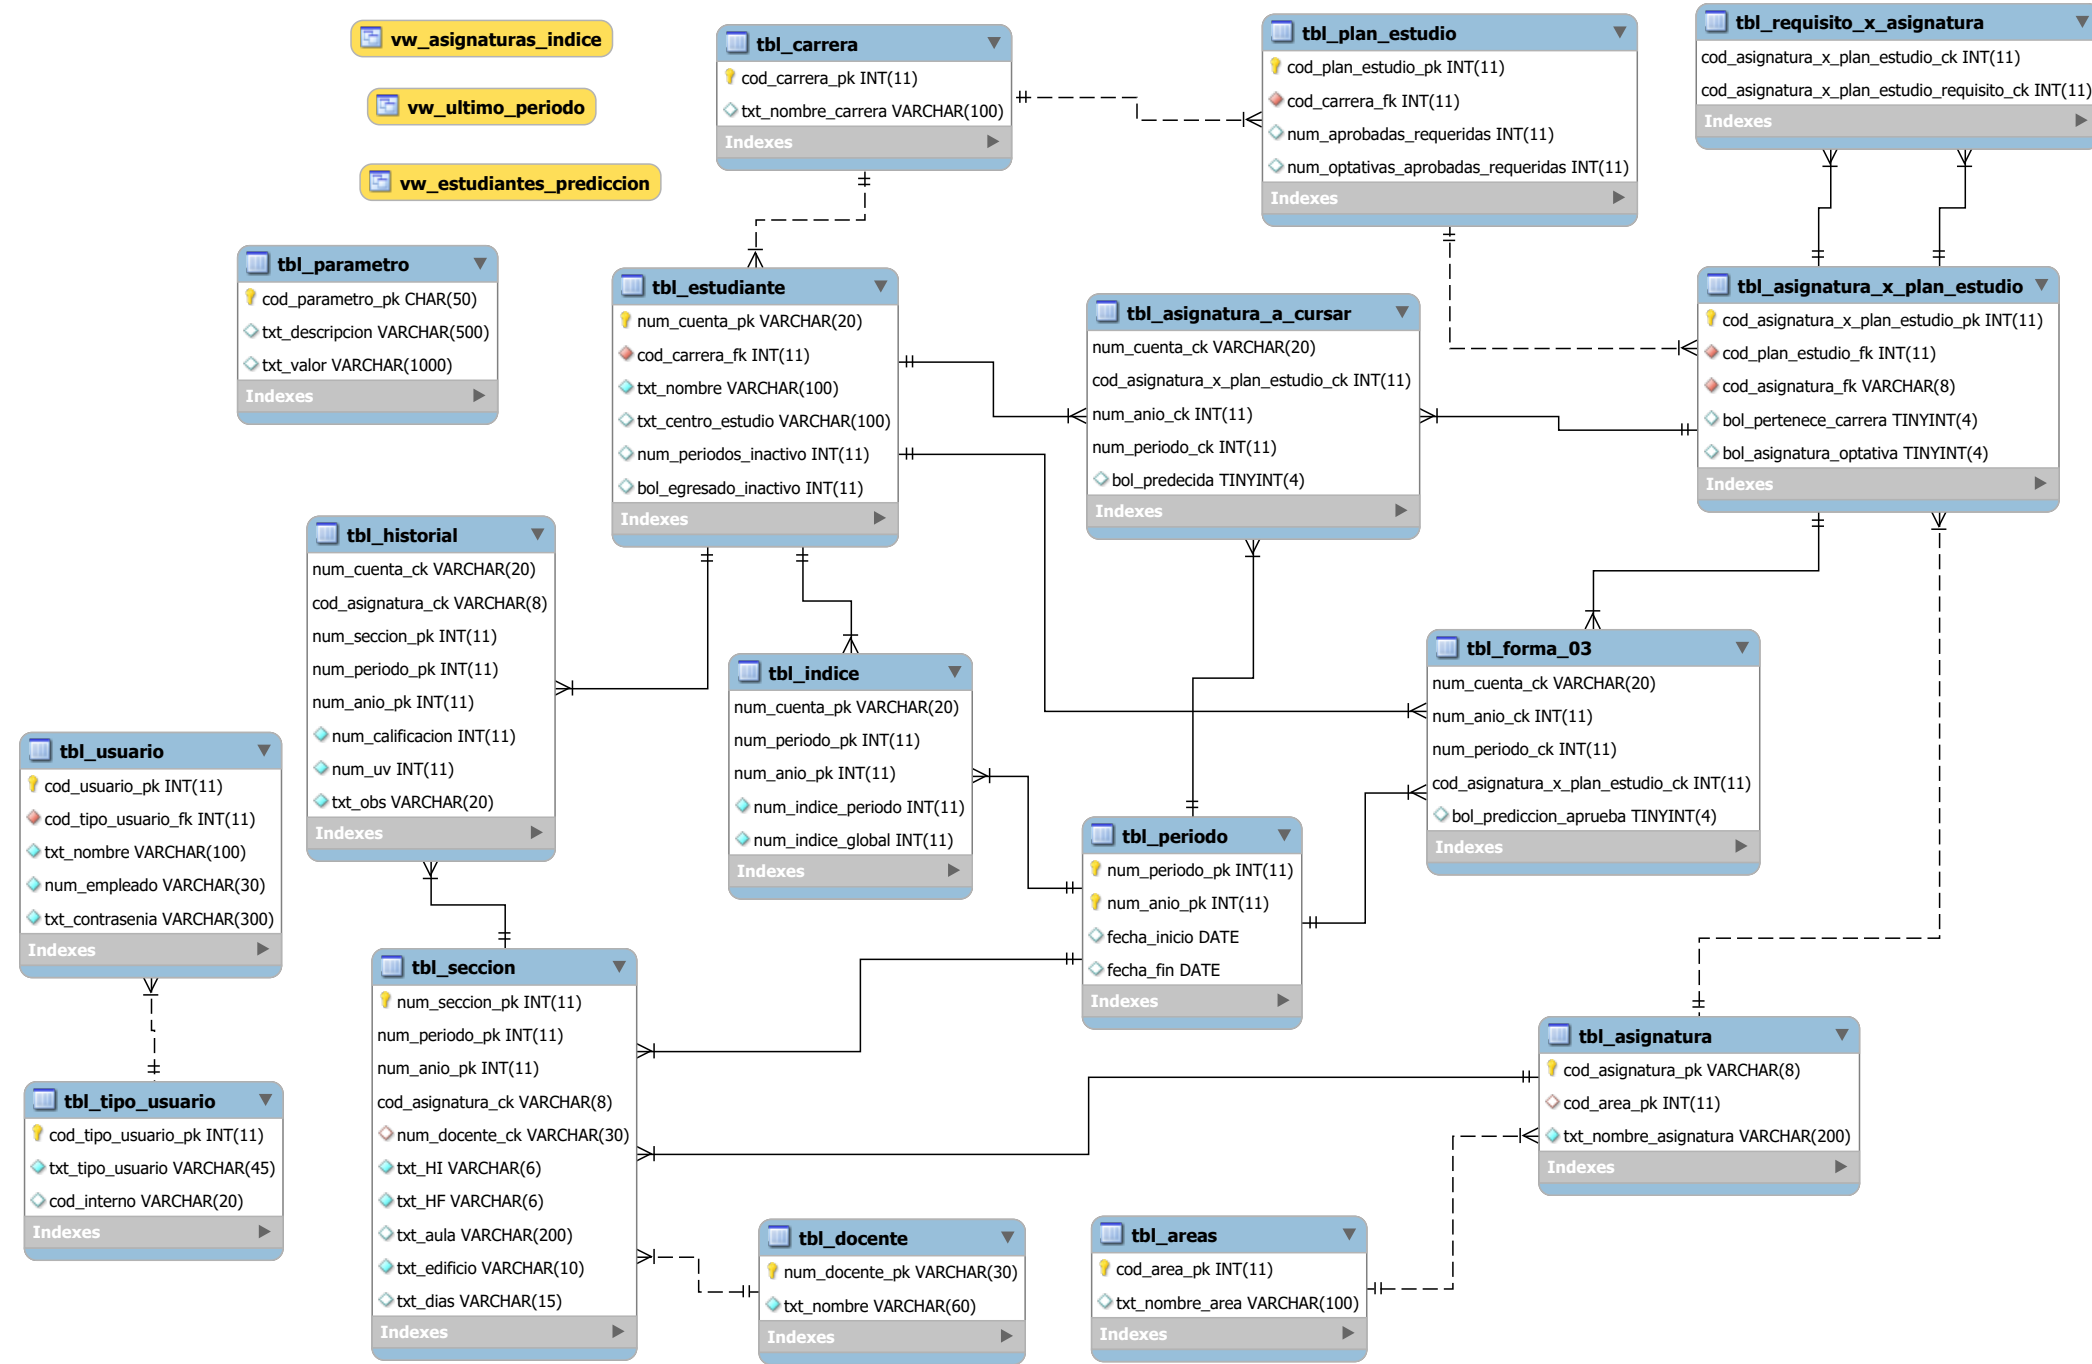 vw_asignaturas_indice
vw_ultimo_periodo
vw_estudiantes_prediccion
tbl_carrera
cod_carrera_pk INT(11)
txt_nombre_carrera VARCHAR(100)
Indexes
tbl_plan_estudio
cod_plan_estudio_pk INT(11)
cod_carrera_fk INT(11)
num_aprobadas_requeridas INT(11)
num_optativas_aprobadas_requeridas INT(11)
Indexes
tbl_requisito_x_asignatura
cod_asignatura_x_plan_estudio_ck INT(11)
cod_asignatura_x_plan_estudio_requisito_ck INT(11)
Indexes
tbl_parametro
cod_parametro_pk CHAR(50)
txt_descripcion VARCHAR(500)
txt_valor VARCHAR(1000)
Indexes
tbl_estudiante
num_cuenta_pk VARCHAR(20)
cod_carrera_fk INT(11)
txt_nombre VARCHAR(100)
txt_centro_estudio VARCHAR(100)
num_periodos_inactivo INT(11)
bol_egresado_inactivo INT(11)
Indexes
tbl_asignatura_a_cursar
num_cuenta_ck VARCHAR(20)
cod_asignatura_x_plan_estudio_ck INT(11)
num_anio_ck INT(11)
num_periodo_ck INT(11)
bol_predecida TINYINT(4)
Indexes
tbl_asignatura_x_plan_estudio
cod_asignatura_x_plan_estudio_pk INT(11)
cod_plan_estudio_fk INT(11)
cod_asignatura_fk VARCHAR(8)
bol_pertenece_carrera TINYINT(4)
bol_asignatura_optativa TINYINT(4)
Indexes
tbl_historial
num_cuenta_ck VARCHAR(20)
cod_asignatura_ck VARCHAR(8)
num_seccion_pk INT(11)
num_periodo_pk INT(11)
num_anio_pk INT(11)
num_calificacion INT(11)
num_uv INT(11)
txt_obs VARCHAR(20)
Indexes
tbl_indice
num_cuenta_pk VARCHAR(20)
num_periodo_pk INT(11)
num_anio_pk INT(11)
num_indice_periodo INT(11)
num_indice_global INT(11)
Indexes
tbl_forma_03
num_cuenta_ck VARCHAR(20)
num_anio_ck INT(11)
num_periodo_ck INT(11)
cod_asignatura_x_plan_estudio_ck INT(11)
bol_prediccion_aprueba TINYINT(4)
Indexes
tbl_usuario
cod_usuario_pk INT(11)
cod_tipo_usuario_fk INT(11)
txt_nombre VARCHAR(100)
num_empleado VARCHAR(30)
txt_contrasenia VARCHAR(300)
Indexes
tbl_periodo
num_periodo_pk INT(11)
num_anio_pk INT(11)
fecha_inicio DATE
fecha_fin DATE
Indexes
tbl_seccion
num_seccion_pk INT(11)
num_periodo_pk INT(11)
num_anio_pk INT(11)
cod_asignatura_ck VARCHAR(8)
num_docente_ck VARCHAR(30)
txt_HI VARCHAR(6)
txt_HF VARCHAR(6)
txt_aula VARCHAR(200)
txt_edificio VARCHAR(10)
txt_dias VARCHAR(15)
Indexes
tbl_asignatura
cod_asignatura_pk VARCHAR(8)
cod_area_pk INT(11)
txt_nombre_asignatura VARCHAR(200)
Indexes
tbl_tipo_usuario
cod_tipo_usuario_pk INT(11)
txt_tipo_usuario VARCHAR(45)
cod_interno VARCHAR(20)
Indexes
tbl_docente
num_docente_pk VARCHAR(30)
txt_nombre VARCHAR(60)
Indexes
tbl_areas
cod_area_pk INT(11)
txt_nombre_area VARCHAR(100)
Indexes